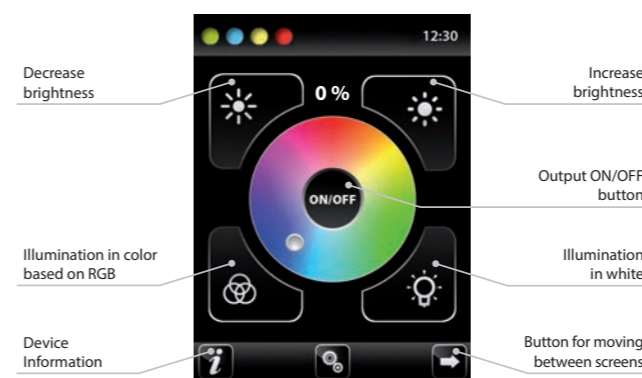 12:30
Decrease
brightness
0 %
Increase
brightness
ON/OFF
Output ON/OFF
button
Illumination in color
based on RGB
Illumination
in white
Device
Information
i
Button for moving
between screens